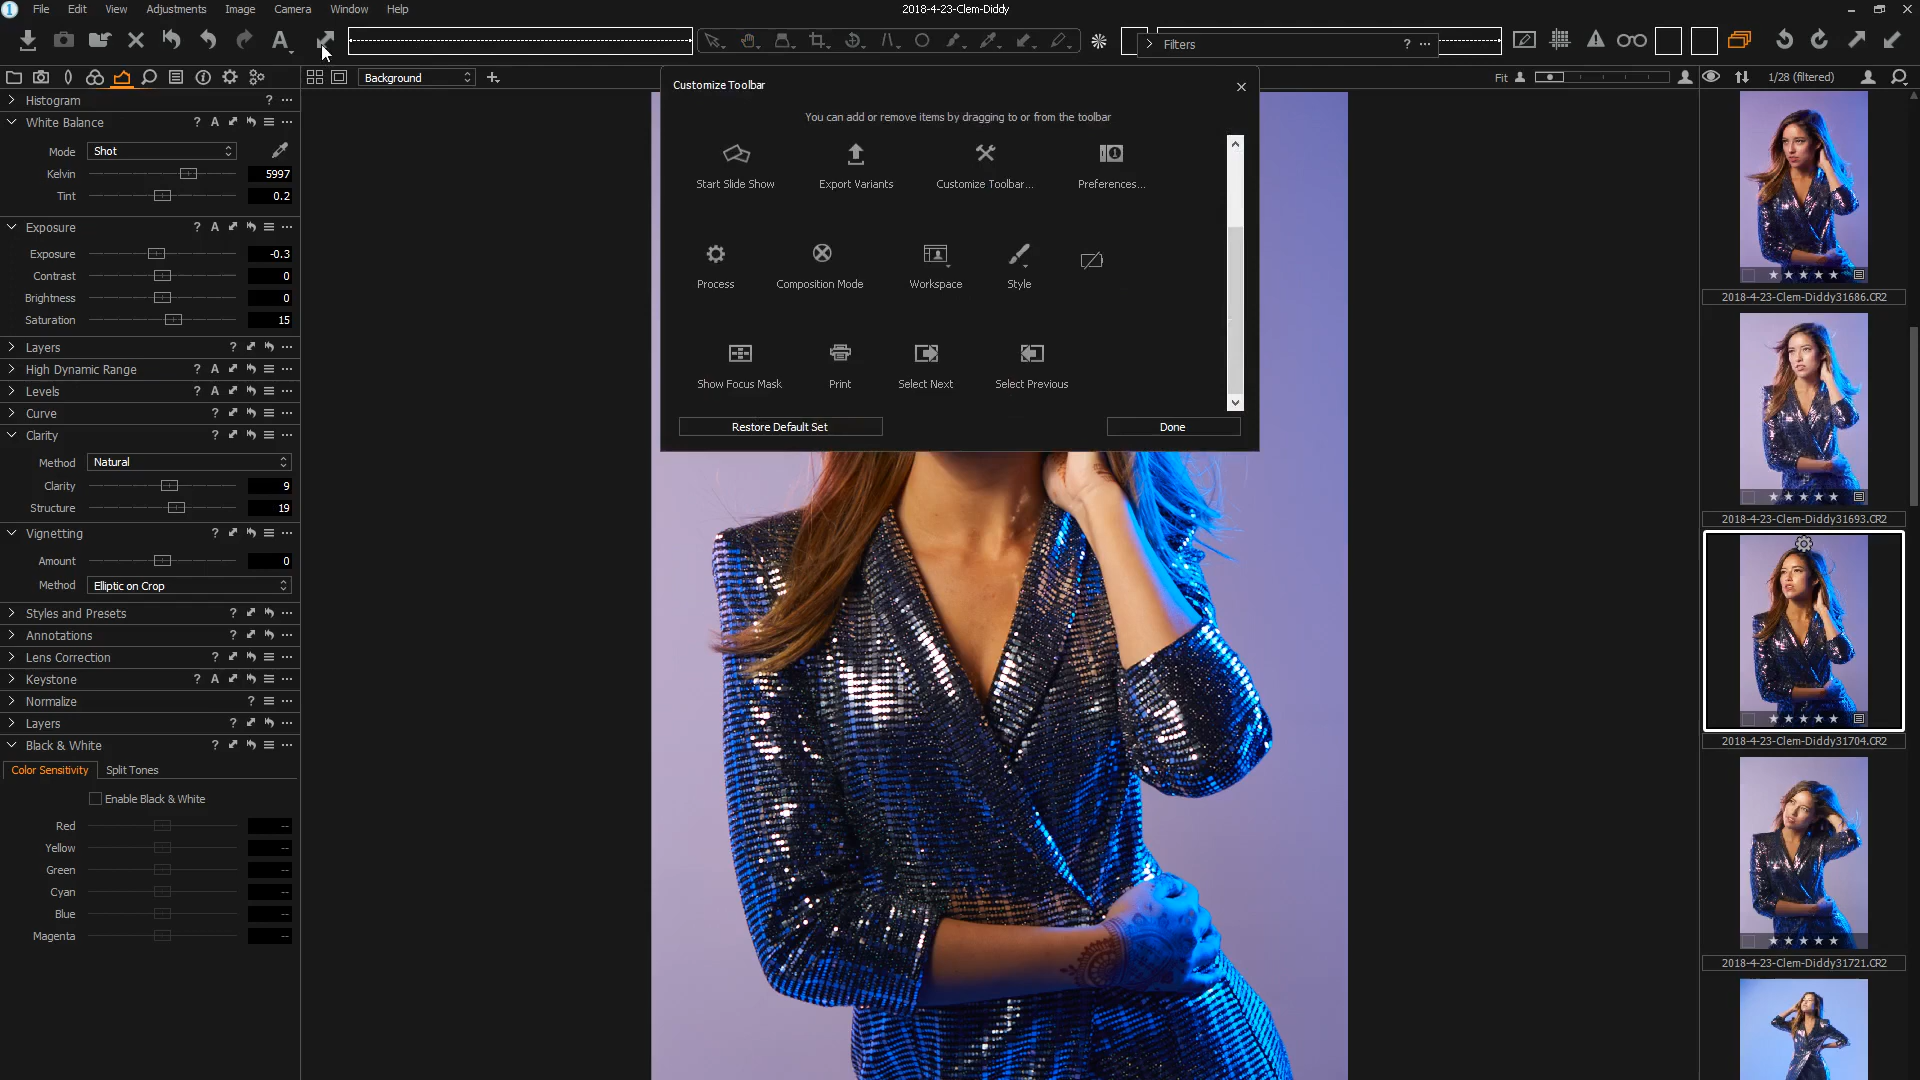 File Edit View Adjustments Image Camera Window Help
2018-4-23-Clem-Diddy
Filters ? ...
Background
Fit
1/28 (filtered)
Histogram
White Balance
Mode Shot
Kelvin 5997
Tint 0.2
Exposure
Exposure -0.3
Contrast 0
Brightness 0
Saturation 15
Layers
High Dynamic Range
Levels
Curve
Clarity
Method Natural
Clarity 9
Structure 19
Vignetting
Amount 0
Method Elliptic on Crop
Styles and Presets
Annotations
Lens Correction
Keystone
Normalize
Layers
Black & White
Color Sensitivity Split Tones
Enable Black & White
Red --
Yellow --
Green --
Cyan --
Blue --
Magenta --
Customize Toolbar
You can add or remove items by dragging to or from the toolbar
Start Slide Show Export Variants Customize Toolbar... Preferences...
Process Composition Mode Workspace Style
Show Focus Mask Print Select Next Select Previous
Restore Default Set Done
2018-4-23-Clem-Diddy31686.CR2
2018-4-23-Clem-Diddy31693.CR2
2018-4-23-Clem-Diddy31704.CR2
2018-4-23-Clem-Diddy31721.CR2